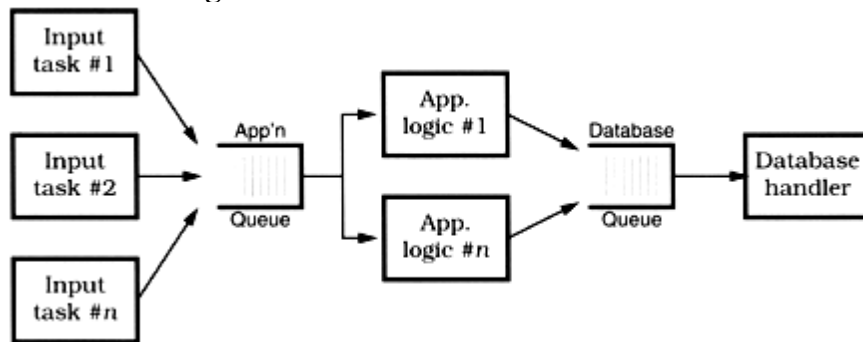 Input
task #1
Input
task #2
Input
task #n
App'n
Queue
App.
logic #1
App.
logic #n
Database
Queue
Database
handler